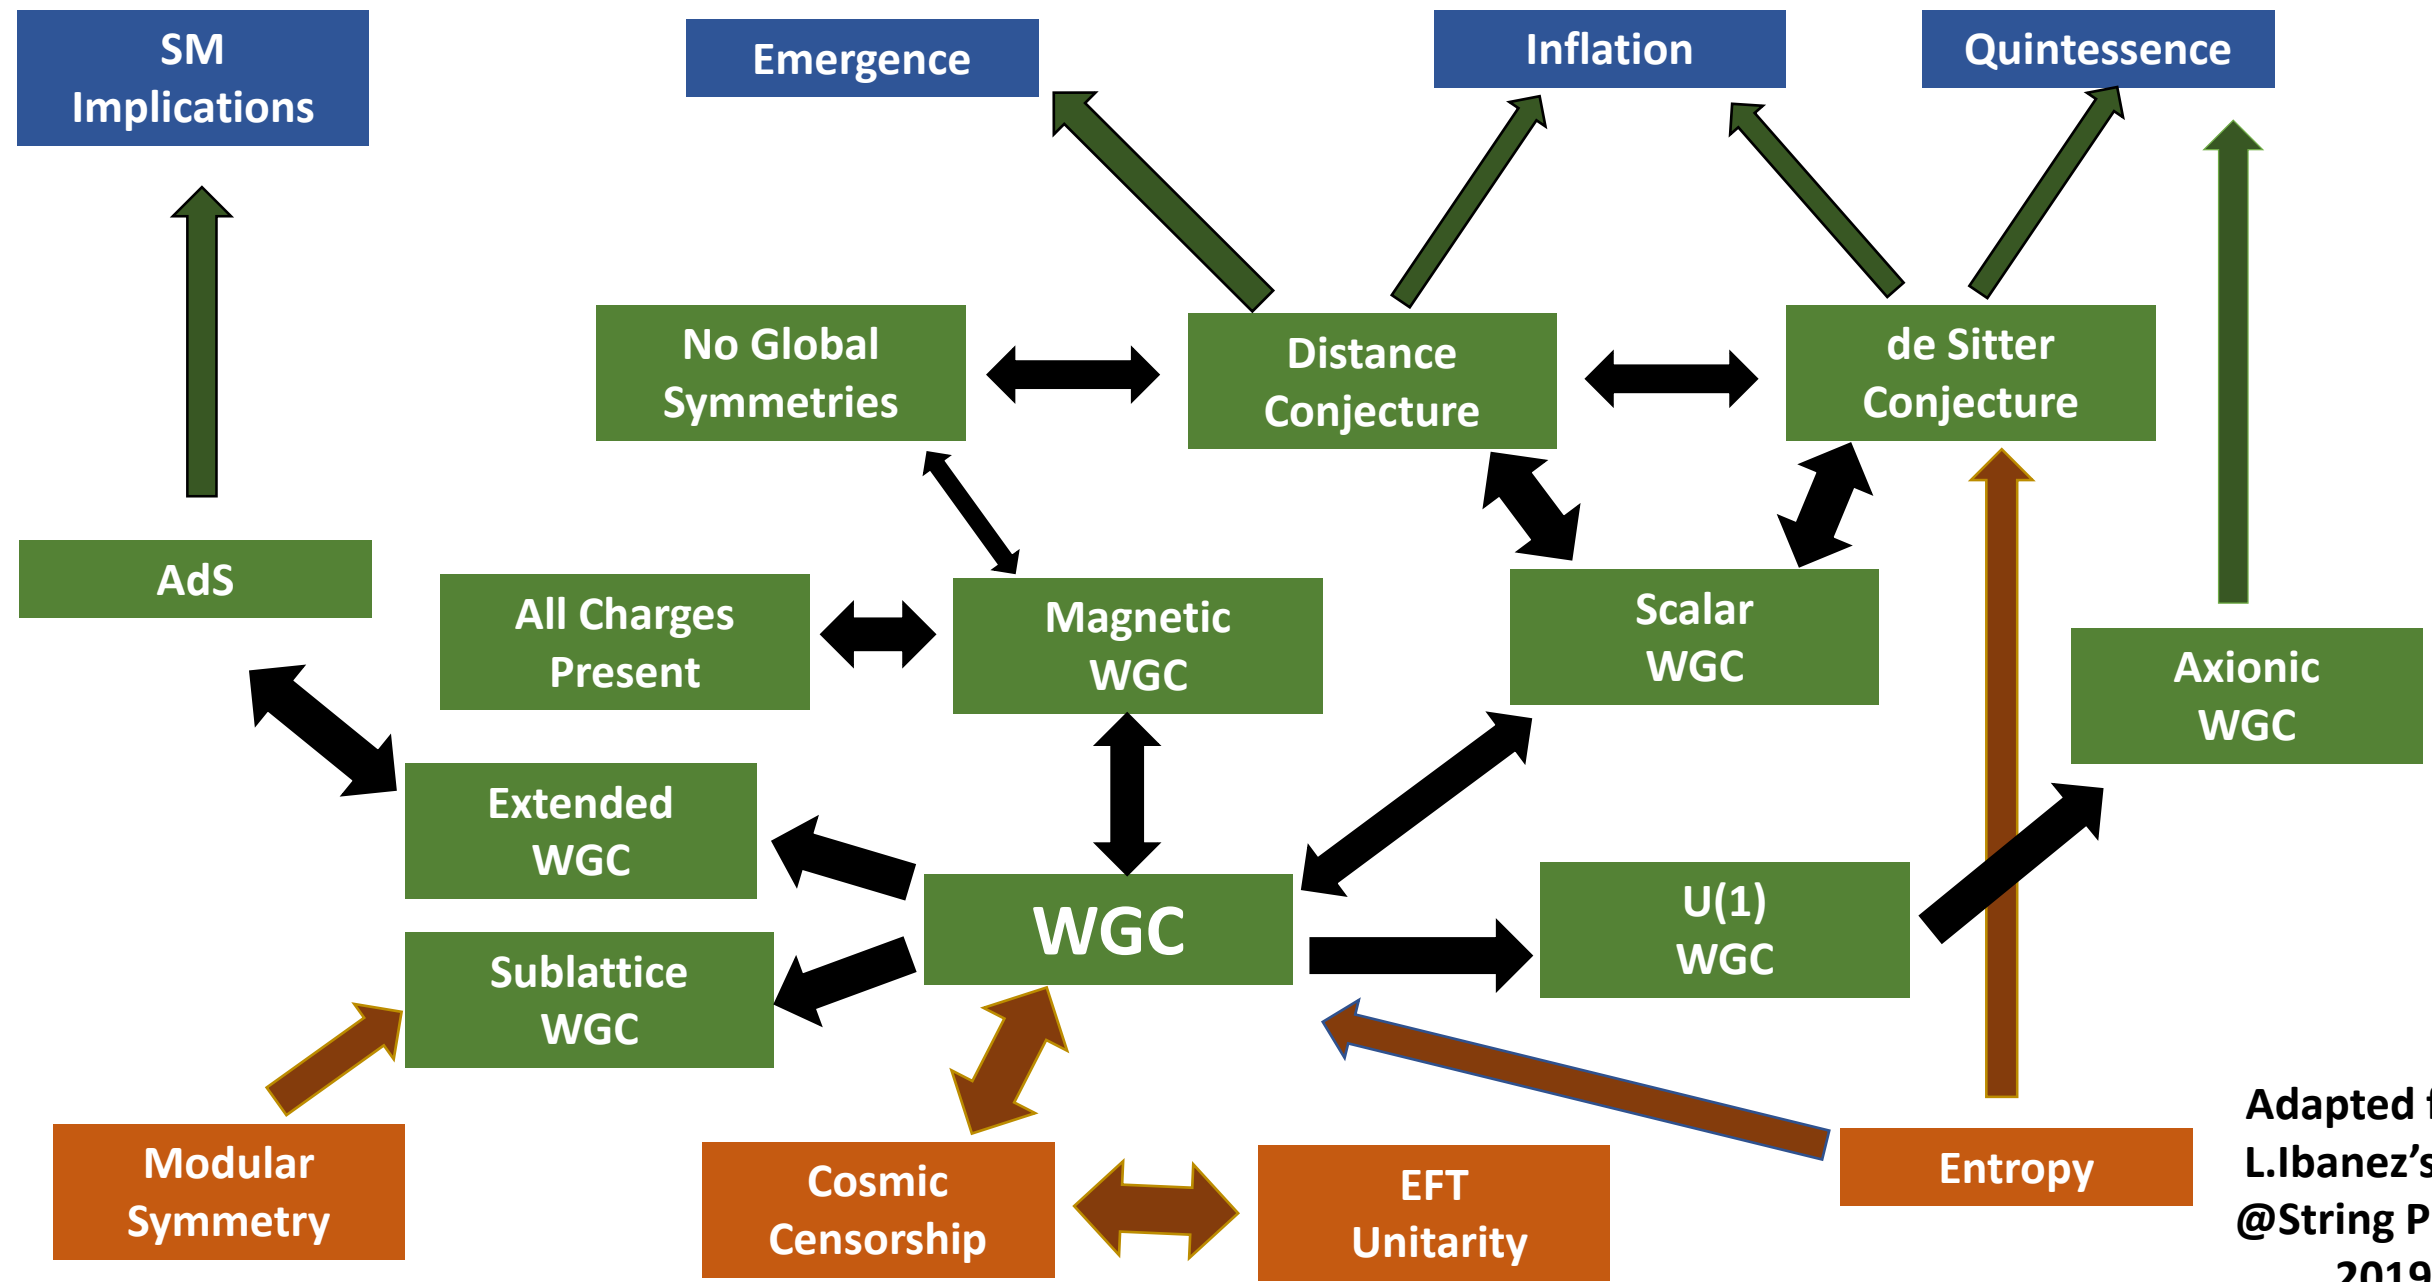 SM
Implications
Emergence
Inflation
Quintessence
No Global
Symmetries
Distance
Conjecture
de Sitter
Conjecture
AdS
All Charges
Present
Magnetic
WGC
Scalar
WGC
Axionic
WGC
Extended
WGC
WGC
U(1)
WGC
Sublattice
WGC
Modular
Symmetry
Cosmic
Censorship
EFT
Unitarity
Entropy
Adapted
L.Ibanez's
@String
2019